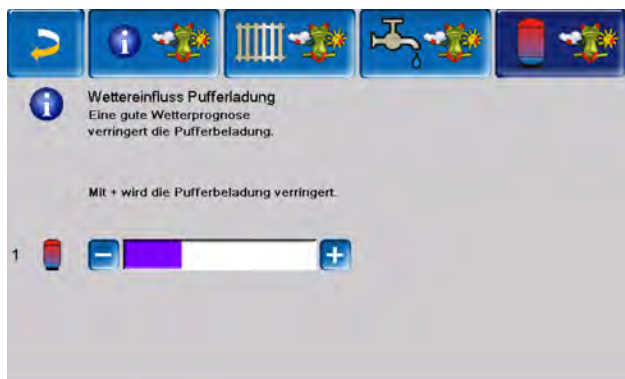 Wettereinfluss Pufferladung
Eine gute Wetterprognose
verringert die Pufferbeladung.
Mit + wird die Pufferbeladung verringert.
1